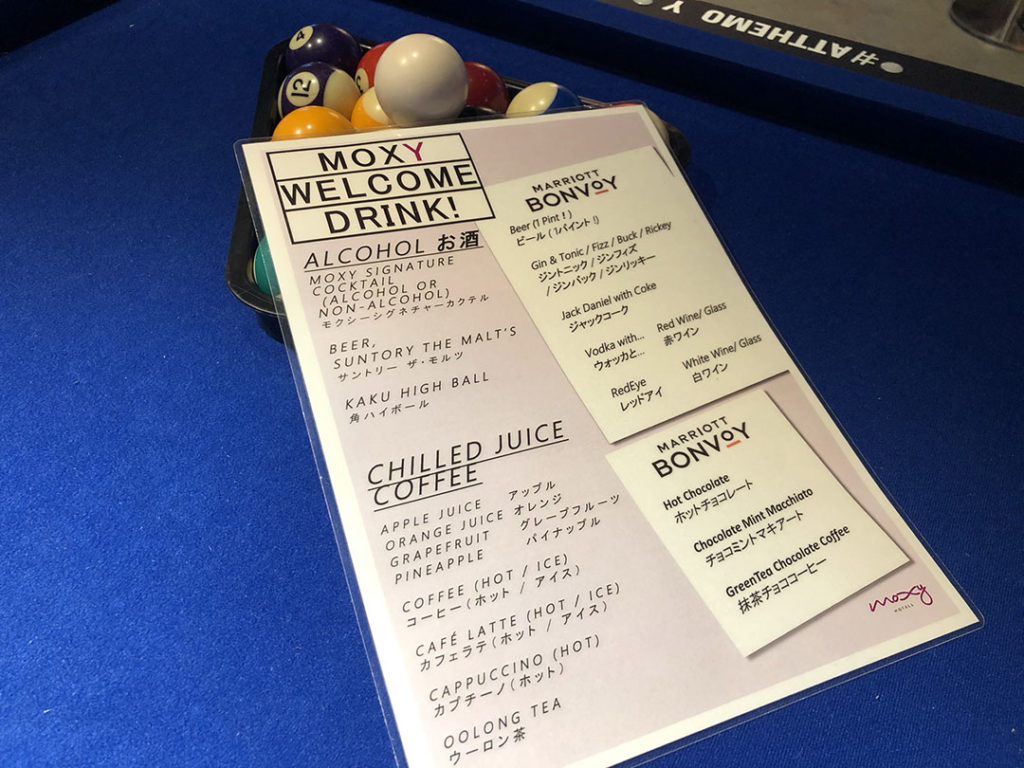 #ATTHEMO Y
4
12
MOXY
WELCOME
DRINK!
ALCOHOL お酒
MOXY SIGNATURE
COCKTAIL
(ALCOHOL OR
NON-ALCOHOL)
モクシーシグネチャーカクテル
BEER,
SUNTORY THE MALT'S
サントリー ザ・モルツ
KAKU HIGH BALL
角ハイボール
CHILLED JUICE
COFFEE
APPLE JUICE アップル
ORANGE JUICE オレンジ
GRAPEFRUIT グレープフルーツ
PINEAPPLE パイナップル
COFFEE (HOT / ICE)
コーヒー(ホット / アイス)
CAFÉ LATTE (HOT / ICE)
カフェラテ(ホット / アイス)
CAPPUCCINO (HOT)
カプチーノ(ホット)
OOLONG TEA
ウーロン茶
MARRIOTT
BONVOY
Beer (1 Pint!)
ビール (1パイント!)
Gin & Tonic / Fizz / Buck / Rickey
ジントニック / ジンフィズ
/ ジンバック / ジンリッキー
Jack Daniel with Coke
ジャックコーク
Vodka with...
ウォッカと...
Red Wine/ Glass
赤ワイン
RedEye
レッドアイ
White Wine/ Glass
白ワイン
MARRIOTT
BONVOY
Hot Chocolate
ホットチョコレート
Chocolate Mint Macchiato
チョコミントマキアート
GreenTea Chocolate Coffee
抹茶チョココーヒー
moxy
HOTELS